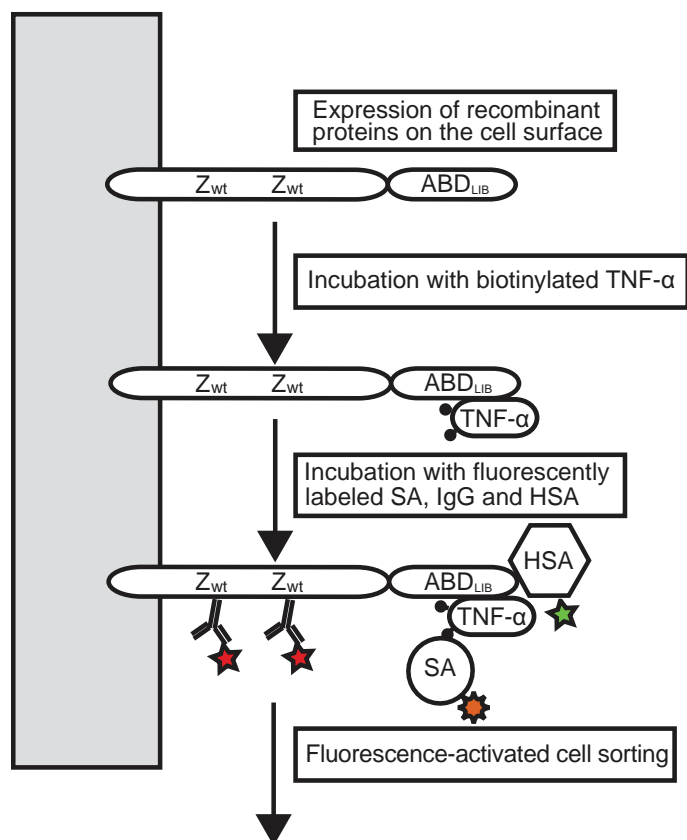 Expression of recombinant
proteins on the cell surface
Zwt Zwt ABDLIB
Incubation with biotinylated TNF-α
Zwt Zwt ABDLIB
TNF-α
Incubation with fluorescently
labeled SA, IgG and HSA
HSA
Zwt Zwt ABDLIB
TNF-α
SA
Fluorescence-activated cell sorting